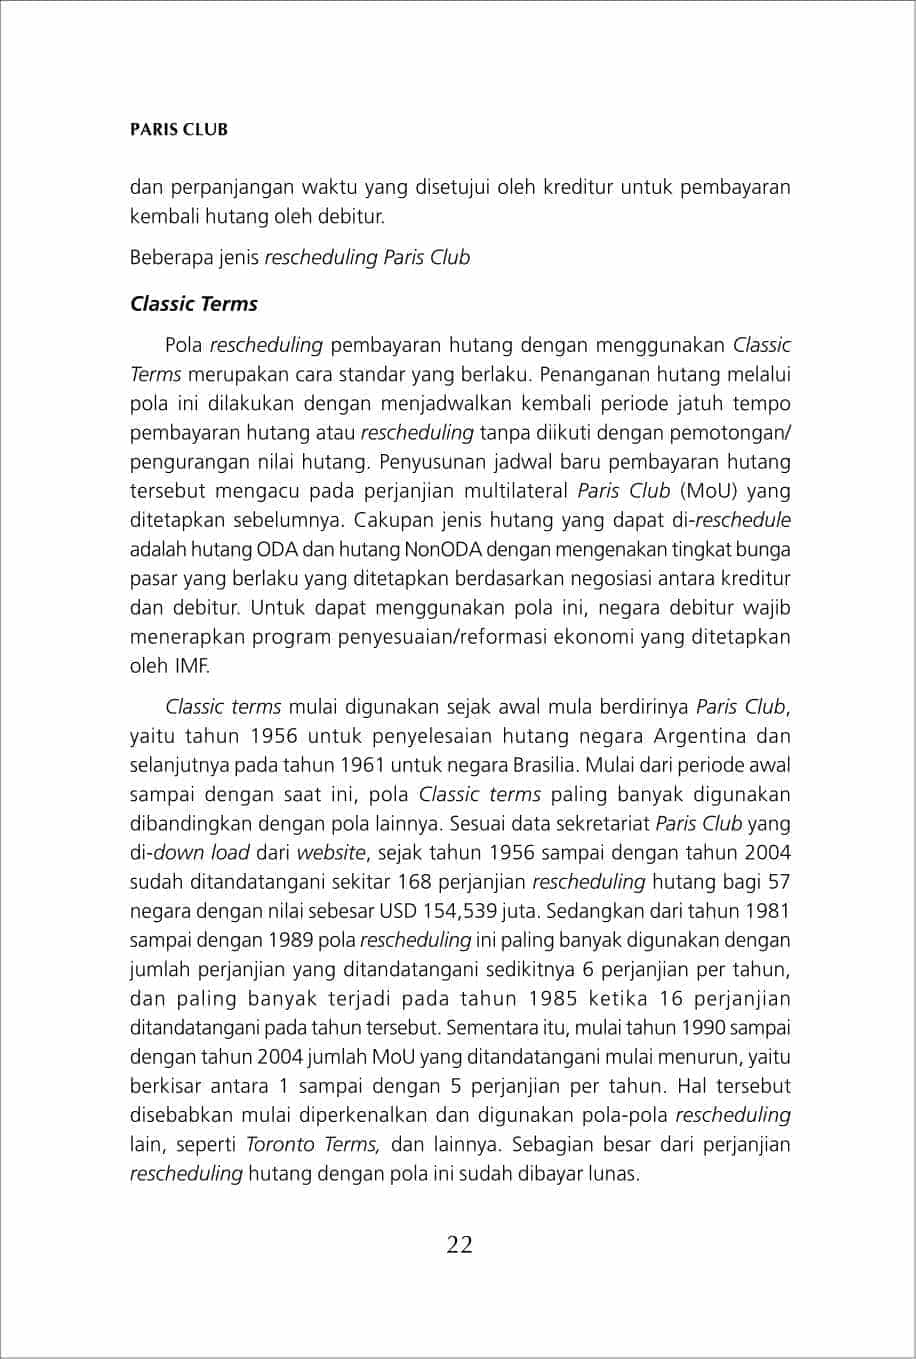 PARIS CLUB
dan perpanjangan waktu yang disetujui oleh kreditur untuk pembayaran
kembali hutang oleh debitur.
Beberapa jenis rescheduling Paris Club
Classic Terms
Pola rescheduling pembayaran hutang dengan menggunakan Classic
Terms merupakan cara standar yang berlaku. Penanganan hutang melalui
pola ini dilakukan dengan menjadwalkan kembali periode jatuh tempo
pembayaran hutang atau rescheduling tanpa diikuti dengan pemotongan/
pengurangan nilai hutang. Penyusunan jadwal baru pembayaran hutang
tersebut mengacu pada perjanjian multilateral Paris Club (MoU) yang
ditetapkan sebelumnya. Cakupan jenis hutang yang dapat di-reschedule
adalah hutang ODA dan hutang NonODA dengan mengenakan tingkat bunga
pasar yang berlaku yang ditetapkan berdasarkan negosiasi antara kreditur
dan debitur. Untuk dapat menggunakan pola ini, negara debitur wajib
menerapkan program penyesuaian/reformasi ekonomi yang ditetapkan
oleh IMF.
Classic terms mulai digunakan sejak awal mula berdirinya Paris Club,
yaitu tahun 1956 untuk penyelesaian hutang negara Argentina dan
selanjutnya pada tahun 1961 untuk negara Brasilia. Mulai dari periode awal
sampai dengan saat ini, pola Classic terms paling banyak digunakan
dibandingkan dengan pola lainnya. Sesuai data sekretariat Paris Club yang
di-down load dari website, sejak tahun 1956 sampai dengan tahun 2004
sudah ditandatangani sekitar 168 perjanjian rescheduling hutang bagi 57
negara dengan nilai sebesar USD 154,539 juta. Sedangkan dari tahun 1981
sampai dengan 1989 pola rescheduling ini paling banyak digunakan dengan
jumlah perjanjian yang ditandatangani sedikitnya 6 perjanjian per tahun,
dan paling banyak terjadi pada tahun 1985 ketika 16 perjanjian
ditandatangani pada tahun tersebut. Sementara itu, mulai tahun 1990 sampai
dengan tahun 2004 jumlah MoU yang ditandatangani mulai menurun, yaitu
berkisar antara 1 sampai dengan 5 perjanjian per tahun. Hal tersebut
disebabkan mulai diperkenalkan dan digunakan pola-pola rescheduling
lain, seperti Toronto Terms, dan lainnya. Sebagian besar dari perjanjian
rescheduling hutang dengan pola ini sudah dibayar lunas.
22